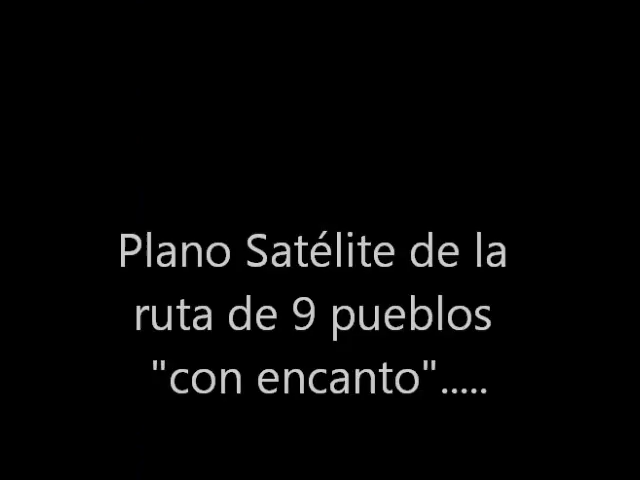 Plano Satélite de la
ruta de 9 pueblos
"con encanto".....